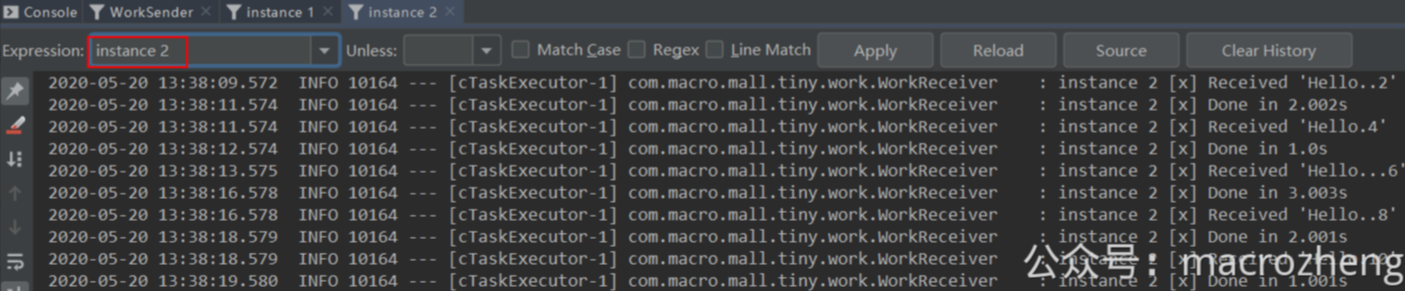 Console WorkSender instance 1 instance 2
Expression: instance 2 Unless: Match Case Regex Line Match Apply Reload Source Clear History
2020-05-20 13:38:09.572 INFO 10164 --- [cTaskExecutor-1] com.macro.mall.tiny.work.WorkReceiver : instance 2 [x] Received 'Hello..2'
2020-05-20 13:38:11.574 INFO 10164 --- [cTaskExecutor-1] com.macro.mall.tiny.work.WorkReceiver : instance 2 [x] Done in 2.002s
2020-05-20 13:38:11.574 INFO 10164 --- [cTaskExecutor-1] com.macro.mall.tiny.work.WorkReceiver : instance 2 [x] Received 'Hello.4'
2020-05-20 13:38:12.574 INFO 10164 --- [cTaskExecutor-1] com.macro.mall.tiny.work.WorkReceiver : instance 2 [x] Done in 1.0s
2020-05-20 13:38:13.575 INFO 10164 --- [cTaskExecutor-1] com.macro.mall.tiny.work.WorkReceiver : instance 2 [x] Received 'Hello...6'
2020-05-20 13:38:16.578 INFO 10164 --- [cTaskExecutor-1] com.macro.mall.tiny.work.WorkReceiver : instance 2 [x] Done in 3.003s
2020-05-20 13:38:16.578 INFO 10164 --- [cTaskExecutor-1] com.macro.mall.tiny.work.WorkReceiver : instance 2 [x] Received 'Hello..8'
2020-05-20 13:38:18.579 INFO 10164 --- [cTaskExecutor-1] com.macro.mall.tiny.work.WorkReceiver : instance 2 [x] Done in 2.001s
2020-05-20 13:38:18.579 INFO 10164 --- [cTaskExecutor-1] com.macro.mall.tiny.work.WorkReceiver
2020-05-20 13:38:19.580 INFO 10164 --- [cTaskExecutor-1] com.macro.mall.tiny.work.WorkReceiver : instance 2 [x] Done in 1.001s
公众号：macrozheng